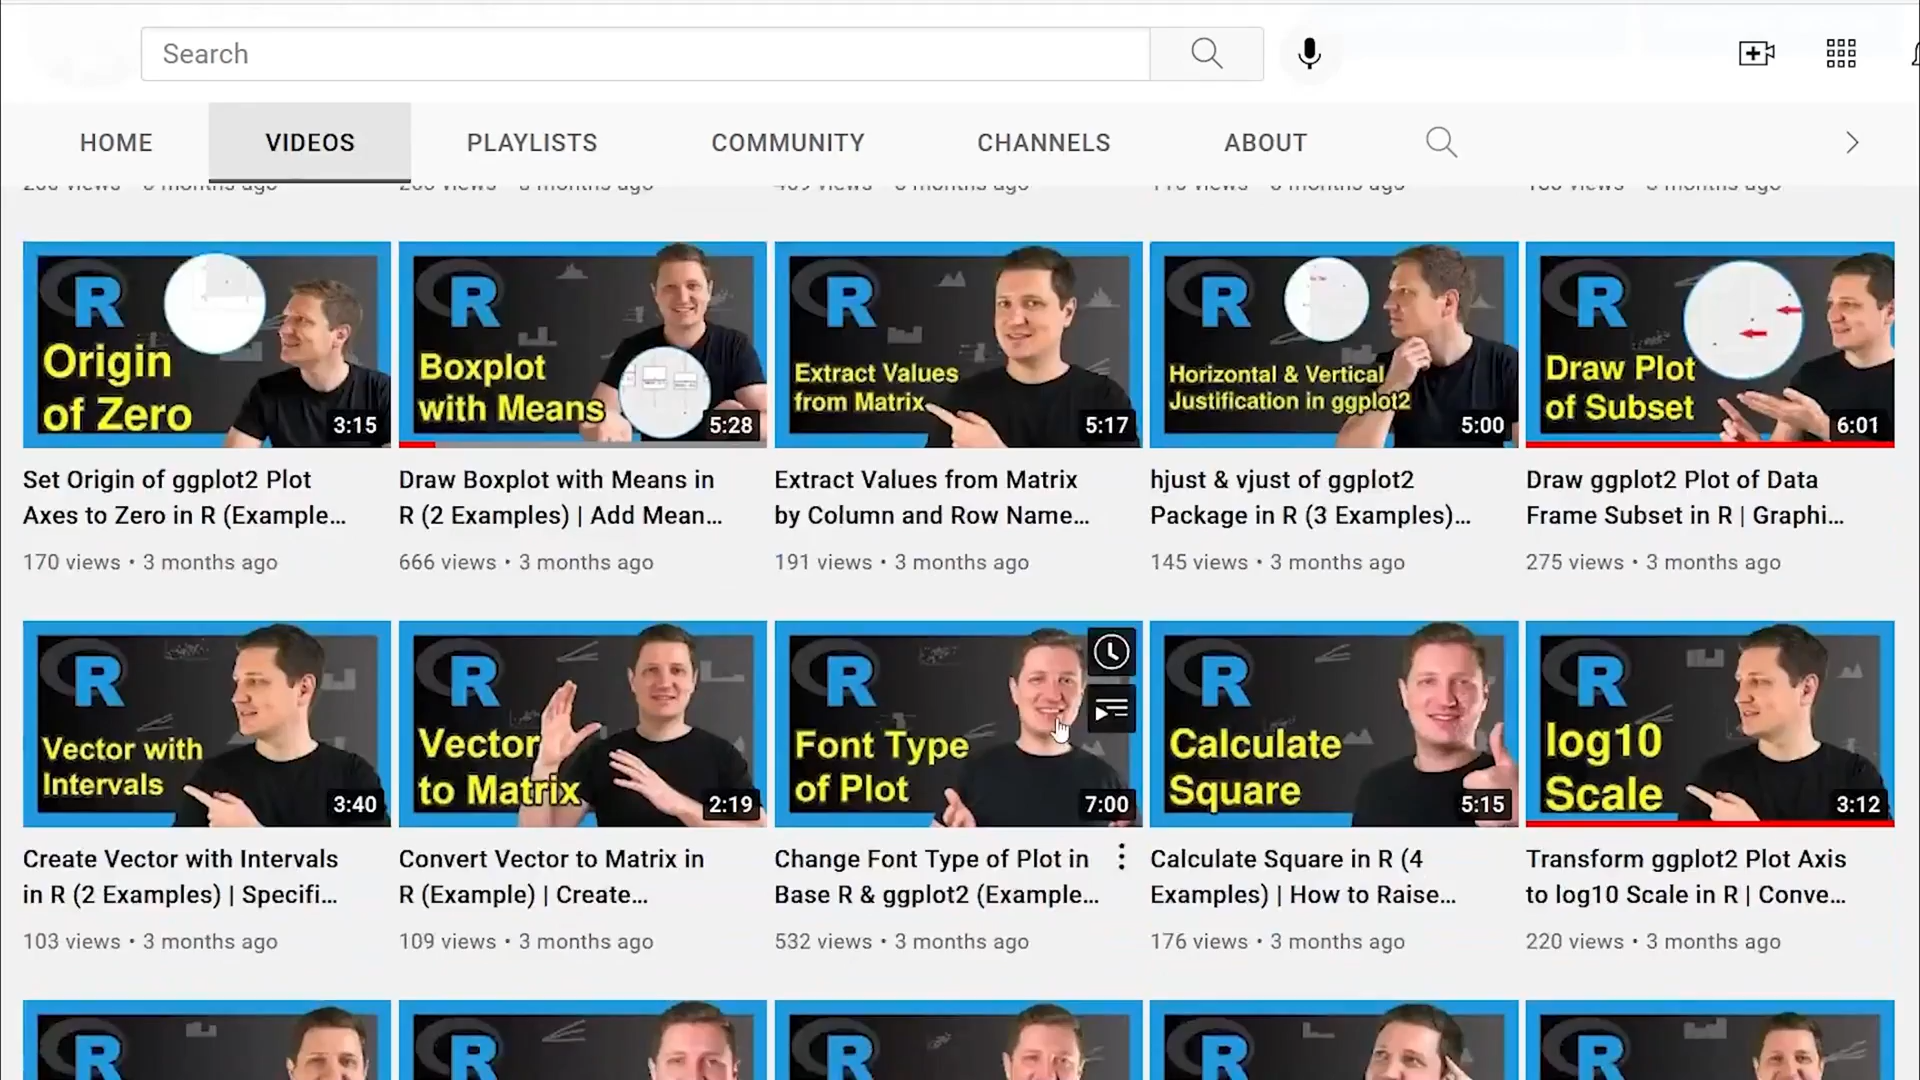 Search
HOME VIDEOS PLAYLISTS COMMUNITY CHANNELS ABOUT
3 months ago
R Origin of Zero 3:15
R Boxplot with Means 5:28
R Extract Values from Matrix 5:17
R Horizontal & Vertical Justification in ggplot2 5:00
R Draw Plot of Subset 6:01
Set Origin of ggplot2 Plot
Axes to Zero in R (Example...
170 views • 3 months ago
Draw Boxplot with Means in
R (2 Examples) | Add Mean...
666 views • 3 months ago
Extract Values from Matrix
by Column and Row Name...
191 views • 3 months ago
hjust & vjust of ggplot2
Package in R (3 Examples)...
145 views • 3 months ago
Draw ggplot2 Plot of Data
Frame Subset in R | Graphi...
275 views • 3 months ago
R Vector with Intervals 3:40
R Vector to Matrix 2:19
R Font Type of Plot 7:00
R Calculate Square 5:15
R log10 Scale 3:12
Create Vector with Intervals
in R (2 Examples) | Specifi...
103 views • 3 months ago
Convert Vector to Matrix in
R (Example) | Create...
109 views • 3 months ago
Change Font Type of Plot in
Base R & ggplot2 (Example...
532 views • 3 months ago
Calculate Square in R (4
Examples) | How to Raise...
176 views • 3 months ago
Transform ggplot2 Plot Axis
to log10 Scale in R | Conve...
220 views • 3 months ago
R R R R R